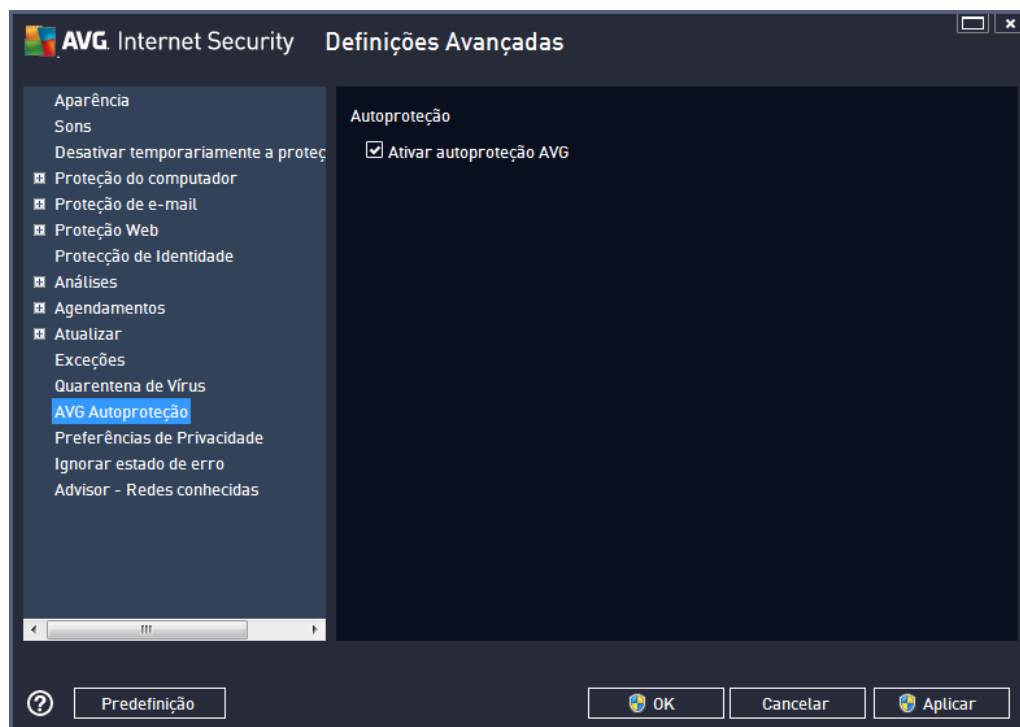 AVG. Internet Security Definições Avançadas
Aparência
Sons
Desativar temporariamente a proteç
Proteção do computador
Proteção de e-mail
Proteção Web
Protecção de Identidade
Análises
Agendamentos
Atualizar
Exceções
Quarentena de Vírus
AVG Autoproteção
Preferências de Privacidade
Ignorar estado de erro
Advisor - Redes conhecidas
Autoproteção
Ativar autoproteção AVG
Predefinição
OK
Cancelar
Aplicar